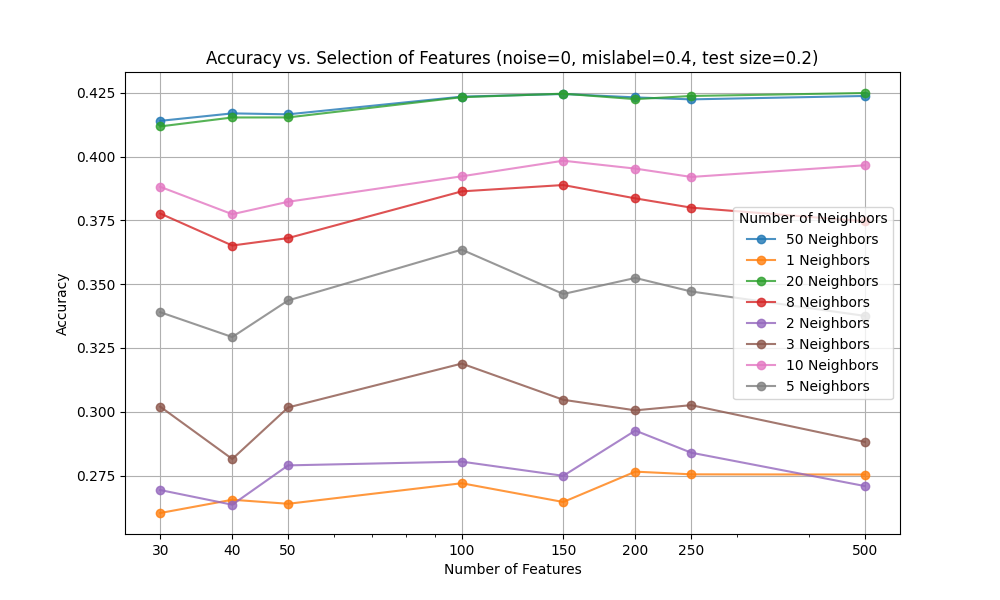 Accuracy vs. Selection of Features (noise=0, mislabel=0.4, test size=0.2)
0.425
0.400
0.375
0.350
0.325
0.300
0.275
Accuracy
Number of Neighbors
50 Neighbors
1 Neighbors
20 Neighbors
8 Neighbors
2 Neighbors
3 Neighbors
10 Neighbors
5 Neighbors
30 40 50 100 150 200 250 500
Number of Features